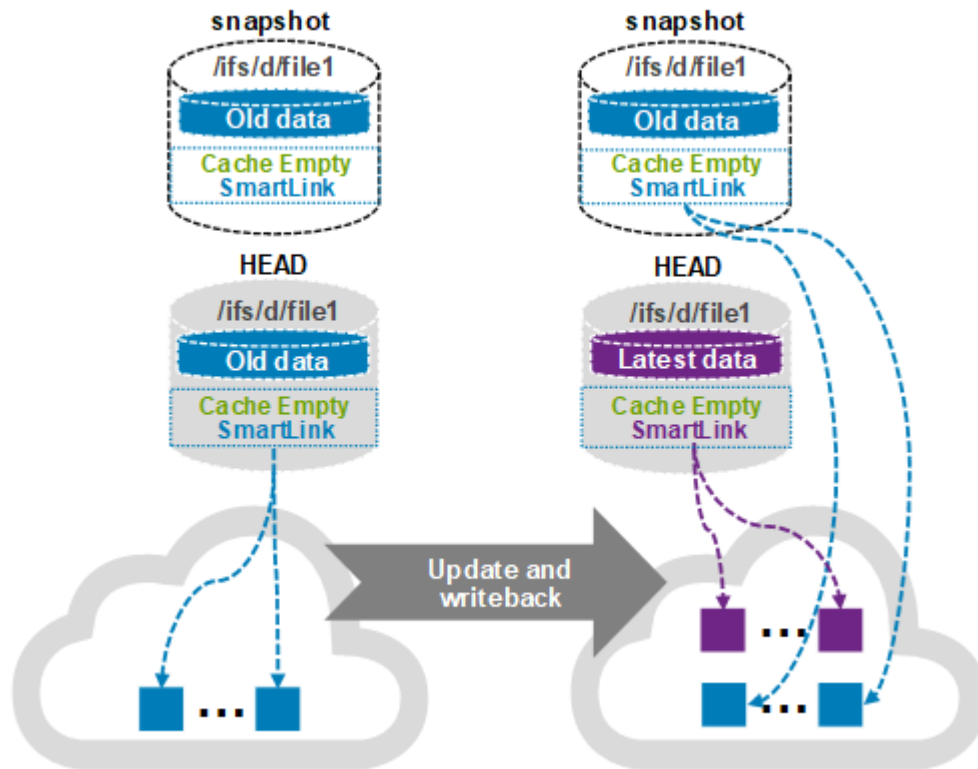 snapshot
/ifs/d/file1
Old data
Cache Empty
SmartLink
HEAD
/ifs/d/file1
Old data
Cache Empty
SmartLink
Update and
writeback
snapshot
/ifs/d/file1
Old data
Cache Empty
SmartLink
HEAD
/ifs/d/file1
Latest data
Cache Empty
SmartLink